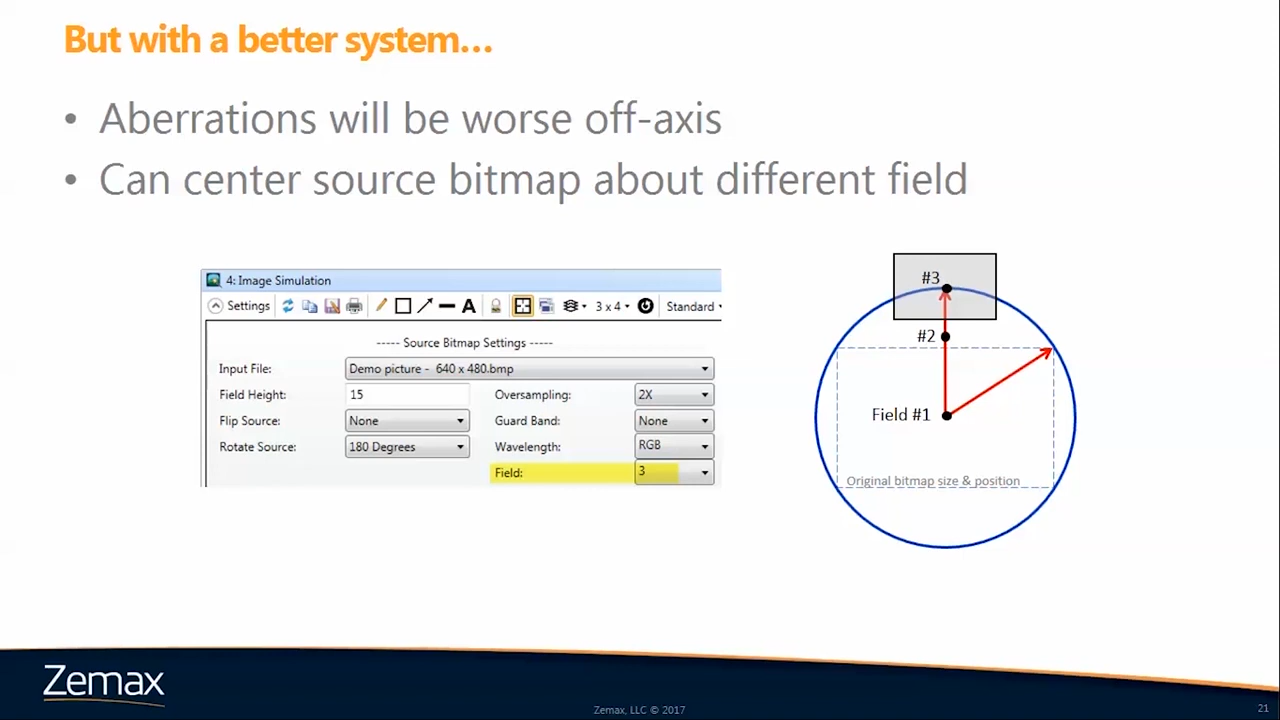 But with a better system...
• Aberrations will be worse off-axis
• Can center source bitmap about different field
4: Image Simulation
Settings A 3 x 4 Standard
----- Source Bitmap Settings -----
Input File: Demo picture - 640 x 480.bmp
Field Height: 15 Oversampling: 2X
Flip Source: None Guard Band: None
Rotate Source: 180 Degrees Wavelength: RGB
Field: 3
#3
#2
Field #1
Original bitmap size & position
Zemax
Zemax, LLC © 2017
21